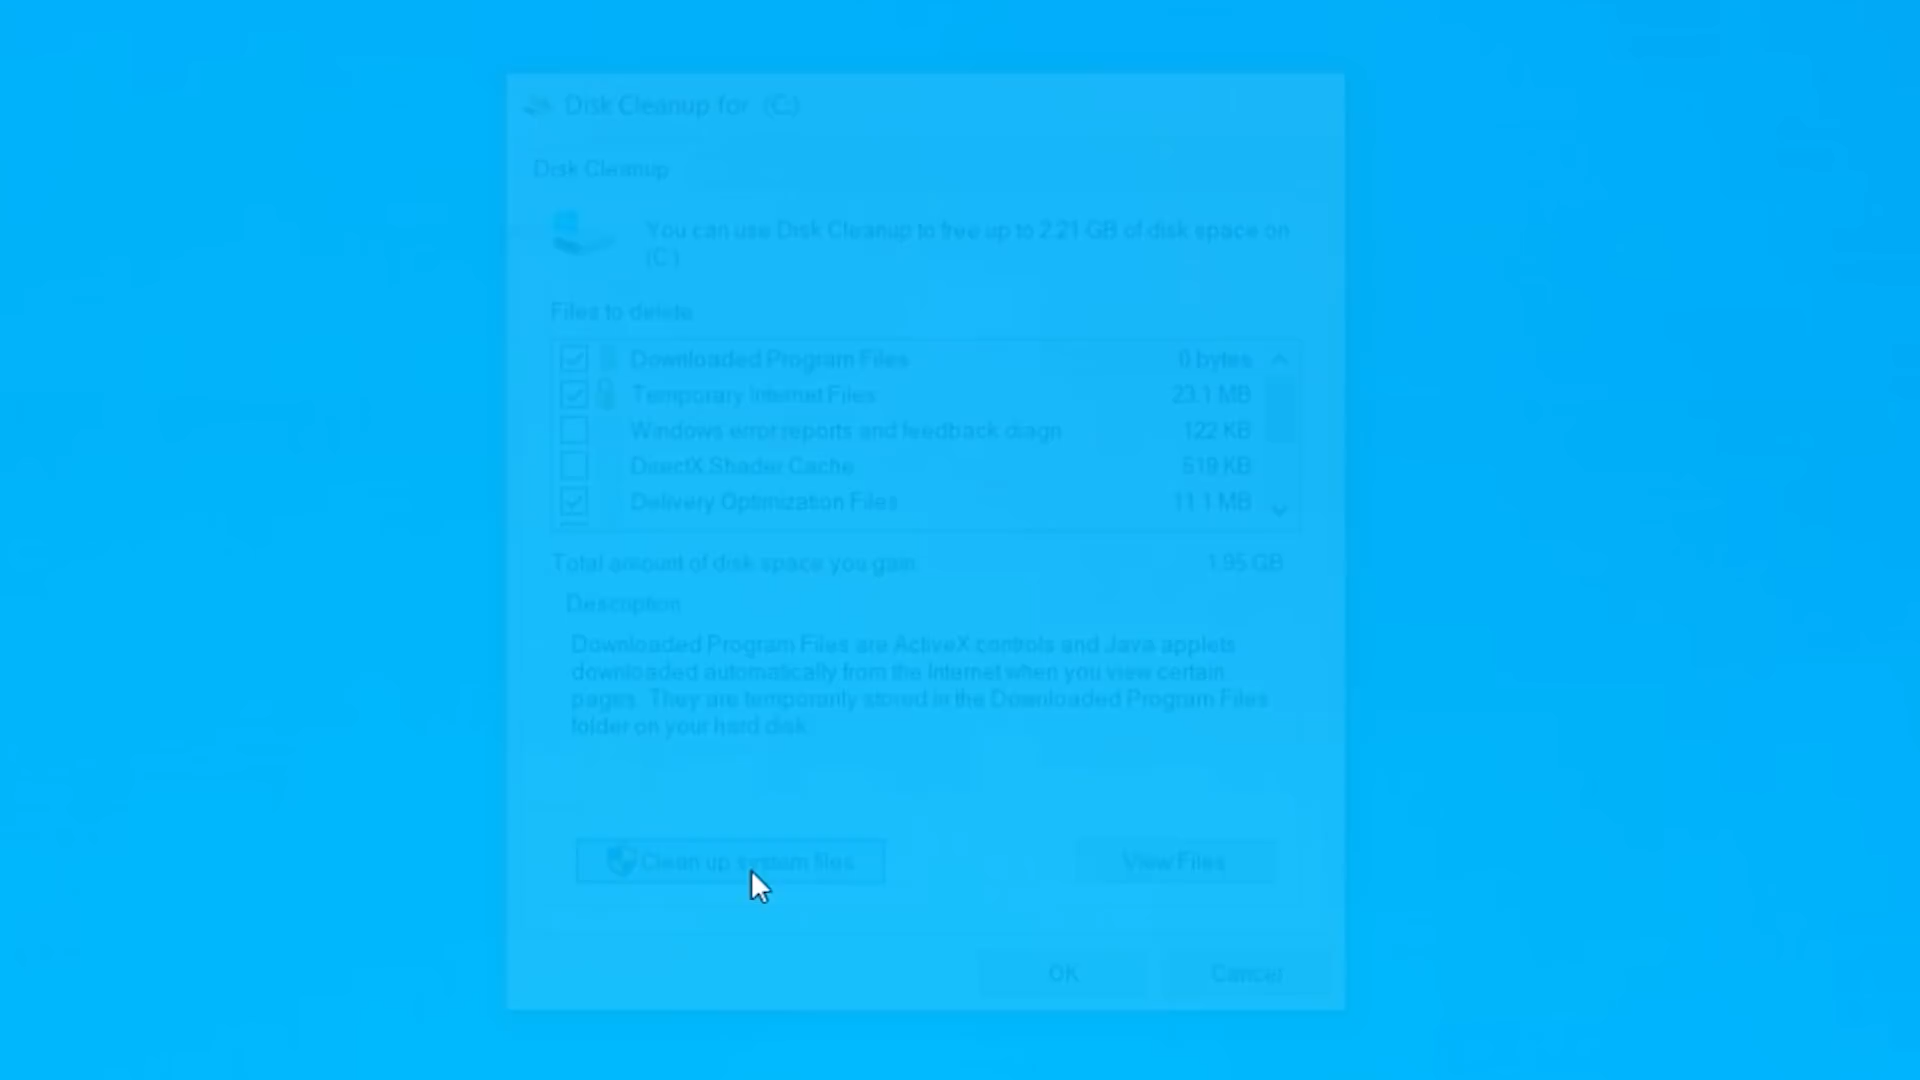 Disk Cleanup for (C:)
Disk Cleanup
You can use Disk Cleanup to free up to 2.21 GB of disk space on
(C:)
Files to delete:
Downloaded Program Files 0 bytes
Temporary Internet Files 23.1 MB
Windows error reports and feedback diagn 122 KB
DirectX Shader Cache 519 KB
Delivery Optimization Files 11.1 MB
Total amount of disk space you gain: 1.95 GB
Description
Downloaded Program Files are ActiveX controls and Java applets
downloaded automatically from the Internet when you view certain
pages. They are temporarily stored in the Downloaded Program Files
folder on your hard disk.
Clean up system files View Files
OK Cancel